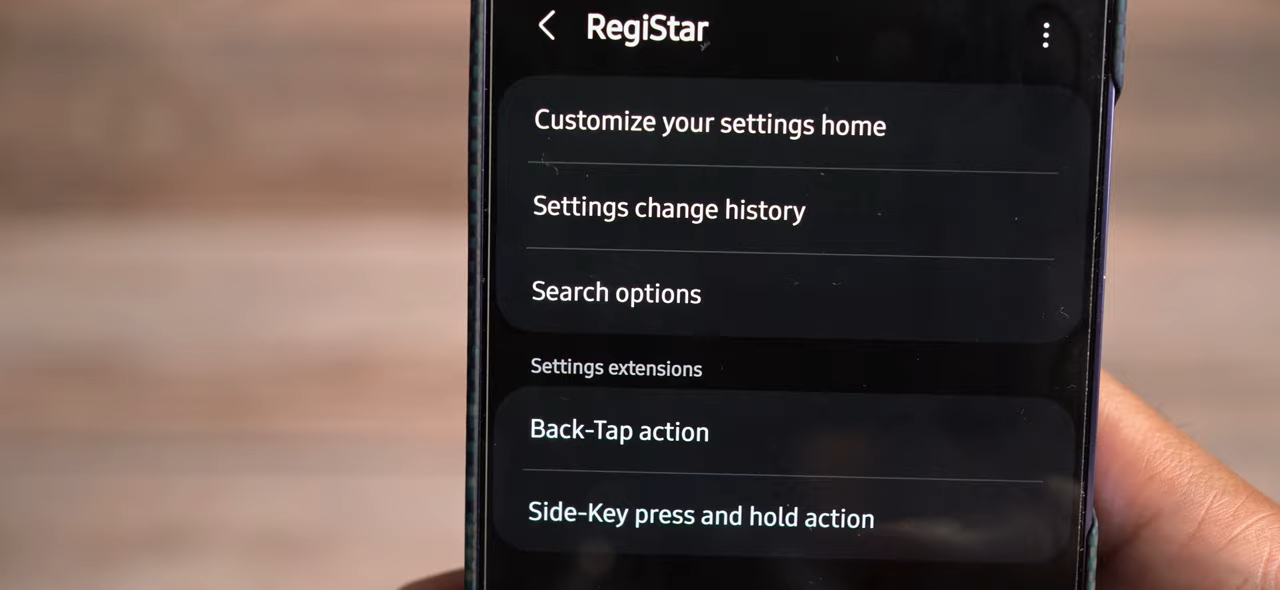 RegiStar
Customize your settings home
Settings change history
Search options
Settings extensions
Back-Tap action
Side-Key press and hold action